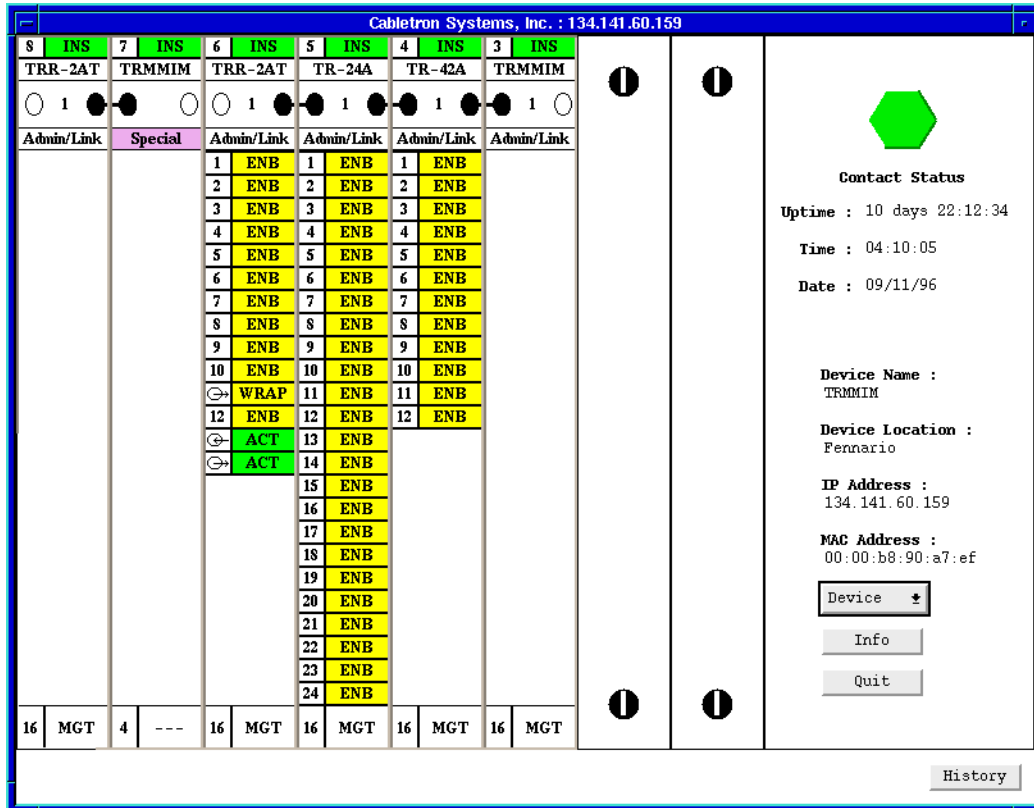 Cabletron Systems, Inc. : 134.141.60.159
8 INS 7 INS 6 INS 5 INS 4 INS 3 INS
TRR-2AT TRMMIM TRR-2AT TR-24A TR-42A TRMMIM
1 1 1 1 1
Admin/Link Special Admin/Link Admin/Link Admin/Link Admin/Link
1 ENB 1 ENB 1 ENB
2 ENB 2 ENB 2 ENB
3 ENB 3 ENB 3 ENB
4 ENB 4 ENB 4 ENB
5 ENB 5 ENB 5 ENB
6 ENB 6 ENB 6 ENB
7 ENB 7 ENB 7 ENB
8 ENB 8 ENB 8 ENB
9 ENB 9 ENB 9 ENB
10 ENB 10 ENB 10 ENB
WRAP 11 ENB 11 ENB
12 ENB 12 ENB 12 ENB
ACT 13 ENB
ACT 14 ENB
15 ENB
16 ENB
17 ENB
18 ENB
19 ENB
20 ENB
21 ENB
22 ENB
23 ENB
24 ENB
16 MGT 4 --- 16 MGT 16 MGT 16 MGT 16 MGT
Contact Status
Uptime : 10 days 22:12:34
Time : 04:10:05
Date : 09/11/96
Device Name :
TRMMIM
Device Location :
Fennario
IP Address :
134.141.60.159
MAC Address :
00:00:b8:90:a7:ef
Device
Info
Quit
History